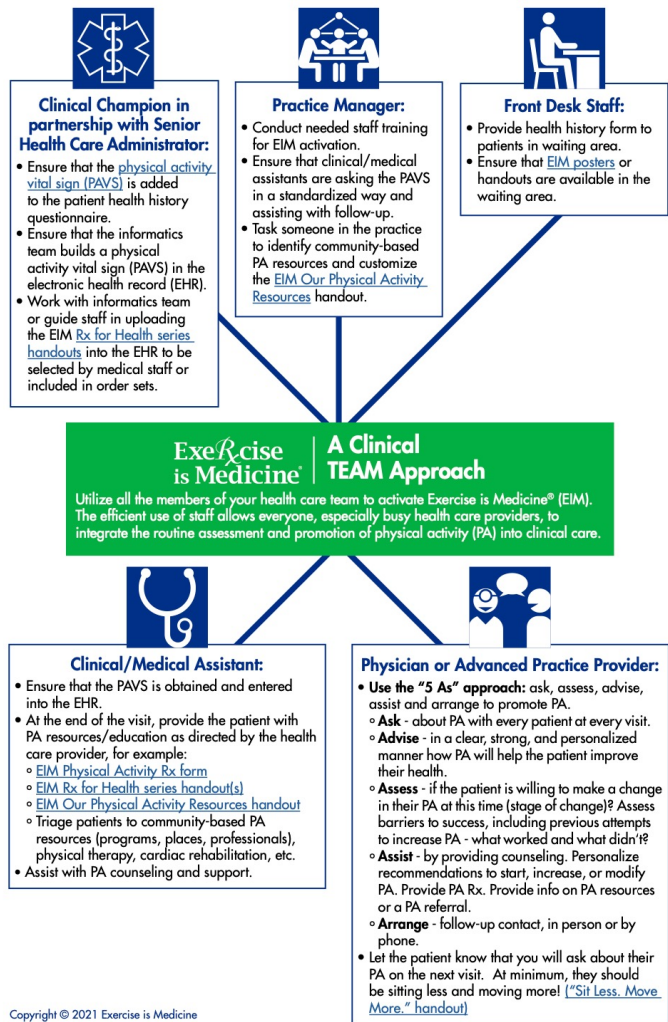 Clinical Champion in
partnership with Senior
Health Care Administrator:
• Ensure that the physical activity
vital sign (PAVS) is added
to the patient health history
questionnaire.
• Ensure that the informatics
team builds a physical
activity vital sign (PAVS) in the
electronic health record (EHR).
• Work with informatics team
or guide staff in uploading
the EIM Rx for Health series
handouts into the EHR to be
selected by medical staff or
included in order sets.
Practice Manager:
• Conduct needed staff training
for EIM activation.
• Ensure that clinical/medical
assistants are asking the PAVS
in a standardized way and
assisting with follow-up.
• Task someone in the practice
to identify community-based
PA resources and customize
the EIM Our Physical Activity
Resources handout.
Front Desk Staff:
• Provide health history form to
patients in waiting area.
• Ensure that EIM posters or
handouts are available in the
waiting area.
ExeRxcise
is Medicine®
A Clinical
TEAM Approach
Utilize all the members of your health care team to activate Exercise is Medicine® (EIM).
The efficient use of staff allows everyone, especially busy health care providers, to
integrate the routine assessment and promotion of physical activity (PA) into clinical care.
Clinical/Medical Assistant:
• Ensure that the PAVS is obtained and entered
into the EHR.
• At the end of the visit, provide the patient with
PA resources/education as directed by the health
care provider, for example:
° EIM Physical Activity Rx form
° EIM Rx for Health series handout(s)
° EIM Our Physical Activity Resources handout
° Triage patients to community-based PA
resources (programs, places, professionals),
physical therapy, cardiac rehabilitation, etc.
• Assist with PA counseling and support.
Physician or Advanced Practice Provider:
• Use the “5 As” approach: ask, assess, advise,
assist and arrange to promote PA.
° Ask - about PA with every patient at every visit.
° Advise - in a clear, strong, and personalized
manner how PA will help the patient improve
their health.
° Assess - if the patient is willing to make a change
in their PA at this time (stage of change)? Assess
barriers to success, including previous attempts
to increase PA - what worked and what didn’t?
° Assist - by providing counseling. Personalize
recommendations to start, increase, or modify
PA. Provide PA Rx. Provide info on PA resources
or a PA referral.
° Arrange - follow-up contact, in person or by
phone.
• Let the patient know that you will ask about their
PA on the next visit. At minimum, they should
be sitting less and moving more! (“Sit Less. Move
More.” handout)
Copyright © 2021 Exercise is Medicine